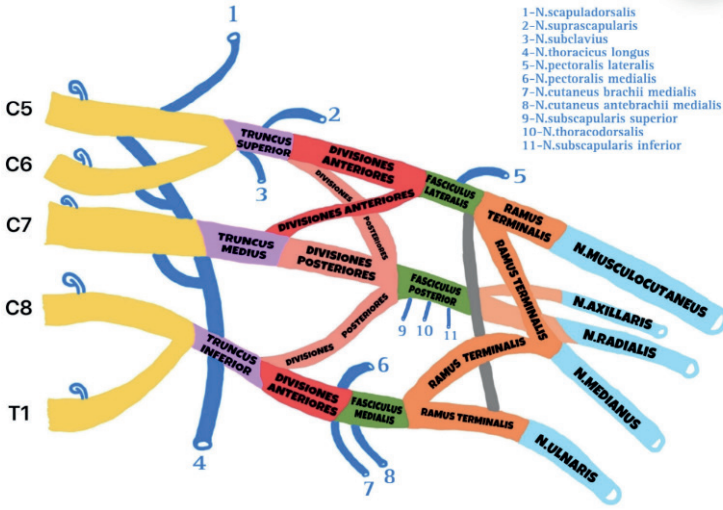 1-N.scapuladorsalis
2-N.suprascapularis
3-N.subclavius
4-N.thoracicus longus
5-N.pectoralis lateralis
6-N.pectoralis medialis
7-N.cutaneus brachii medialis
8-N.cutaneus antebrachii medialis
9-N.subscapularis superior
10-N.thoracodorsalis
11-N.subscapularis inferior
1
C5
2
TRUNCUS
SUPERIOR
DIVISIONES
ANTERIORES
C6
3
DIVISIONES
POSTERIORES
FASCICULUS
LATERALIS
5
DIVISIONES ANTERIORES
RAMUS
TERMINALIS
C7
TRUNCUS
MEDIUS
DIVISIONES
POSTERIORES
N.MUSCULOCUTANEUS
RAMUS TERMINALIS
FASCICULUS
POSTERIOR
C8
N.AXILLARIS
9
10
11
N.RADIALIS
TRUNCUS
INFERIOR
DIVISIONES POSTERIORES
RAMUS TERMINALIS
N.MEDIANUS
6
DIVISIONES
ANTERIORES
FASCICULUS
MEDIALIS
T1
RAMUS TERMINALIS
N.ULNARIS
4
7
8